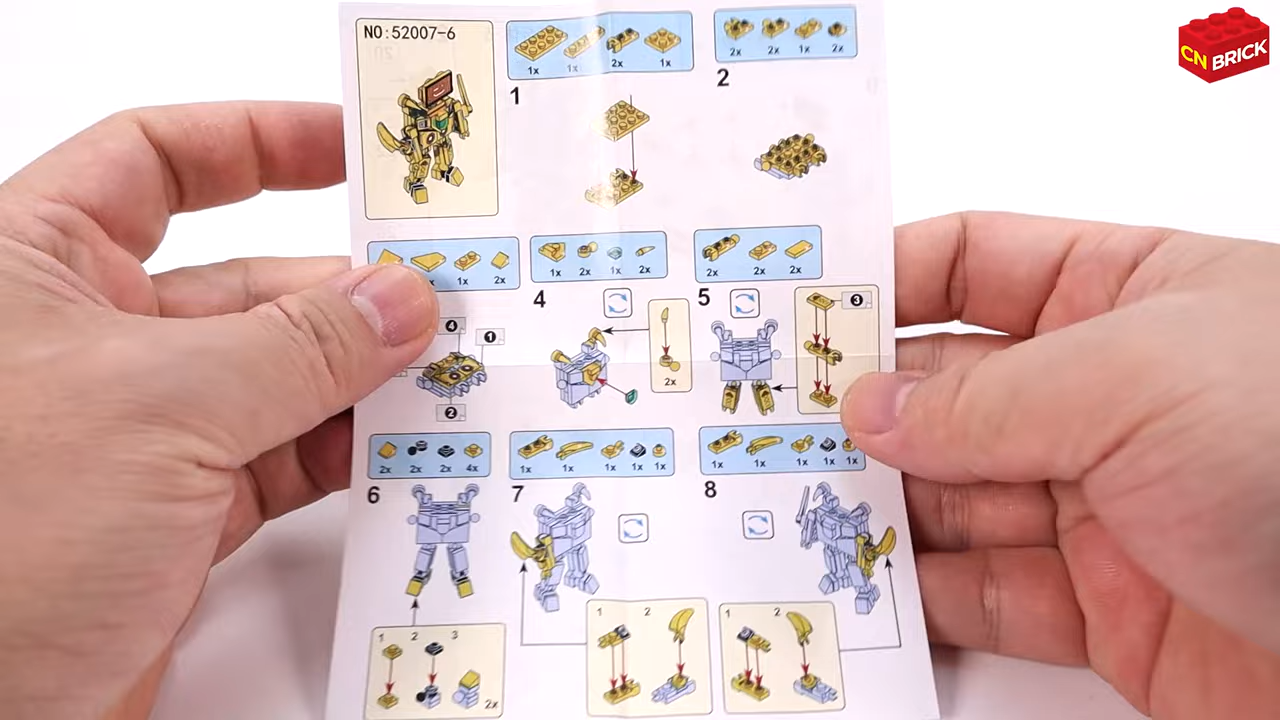 CN BRICK
NO:52007-6
1x 1x 2x 1x
1
2x 2x 1x 2x
2
1x 2x
4 1 2
1x 2x 1x 2x
4
2x
2x 2x 2x
5
3
2x 2x 2x 4x
6
1 2 3
2x
1x 1x 1x 1x 1x
7
1 2
1x 1x 1x 1x 1x
8
1 2